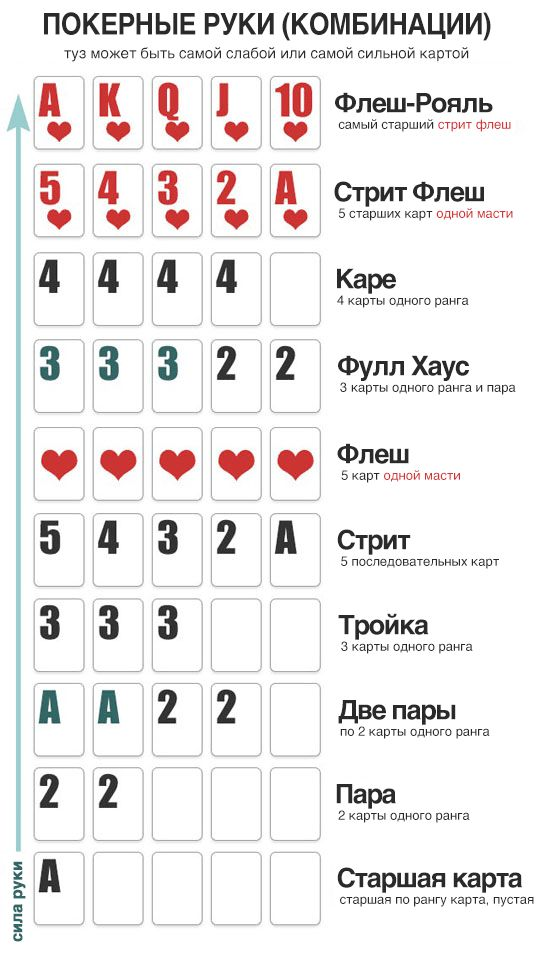 ПОКЕРНЫЕ РУКИ (КОМБИНАЦИИ)
туз может быть самой слабой или самой сильной картой
A K Q J 10
Флеш-Рояль
самый старший стрит флеш
5 4 3 2 A
Стрит Флеш
5 старших карт одной масти
4 4 4 4
Каре
4 карты одного ранга
3 3 3 2 2
Фулл Хаус
3 карты одного ранга и пара
Флеш
5 карт одной масти
5 4 3 2 A
Стрит
5 последовательных карт
3 3 3
Тройка
3 карты одного ранга
A A 2 2
Две пары
по 2 карты одного ранга
2 2
Пара
2 карты одного ранга
A
Старшая карта
старшая по рангу карта, пустая
сила руки